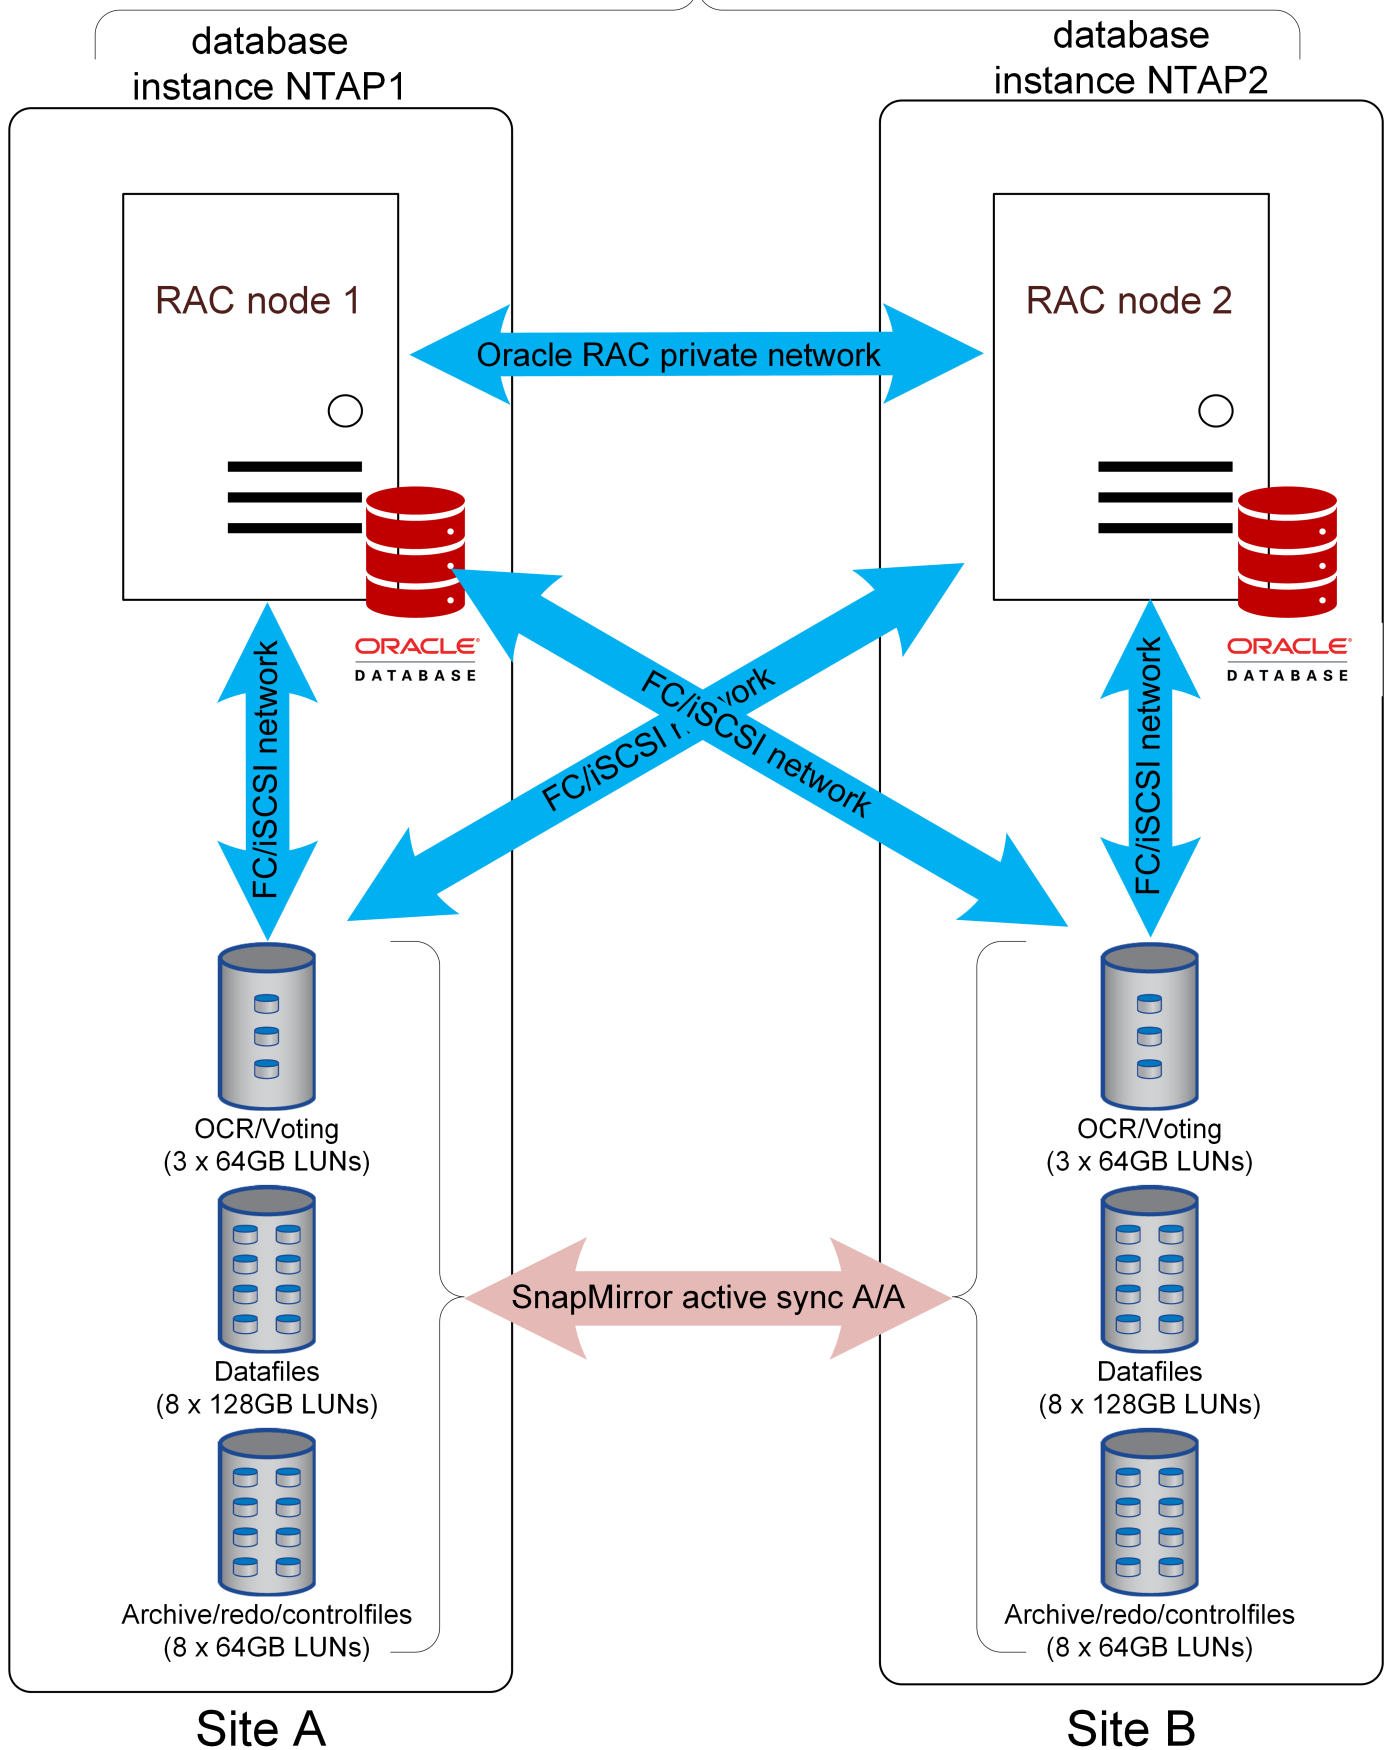 database
instance NTAP1
database
instance NTAP2
RAC node 1
RAC node 2
Oracle RAC private network
ORACLE®
DATABASE
ORACLE®
DATABASE
FC/iSCSI network
FC/iSCSI network
FC/iSCSI network
FC/iSCSI network
OCR/Voting
(3 x 64GB LUNs)
OCR/Voting
(3 x 64GB LUNs)
SnapMirror active sync A/A
Datafiles
(8 x 128GB LUNs)
Datafiles
(8 x 128GB LUNs)
Archive/redo/controlfiles
(8 x 64GB LUNs)
Archive/redo/controlfiles
(8 x 64GB LUNs)
Site A
Site B